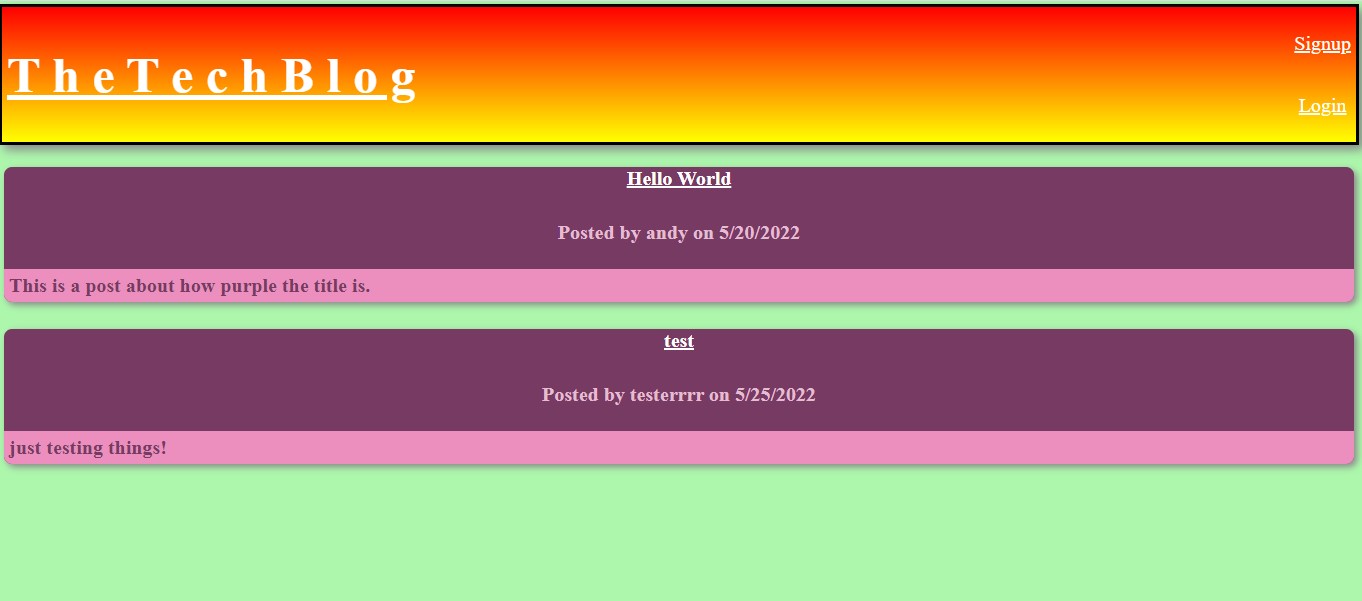 T h e T e c h B l o g
Signup
Login
Hello World
Posted by andy on 5/20/2022
This is a post about how purple the title is.
test
Posted by testerrrr on 5/25/2022
just testing things!